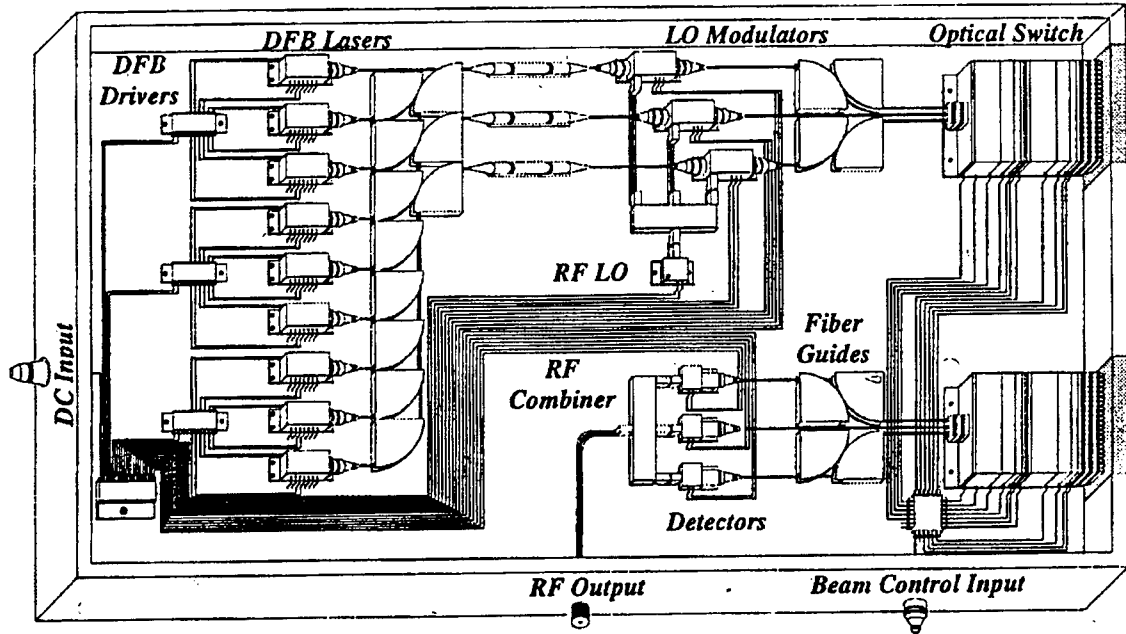 DFB Lasers
LO Modulators
Optical Switch
DFB
Drivers
RF LO
DC Input
Fiber
Guides
RF
Combiner
Detectors
RF Output
Beam Control Input